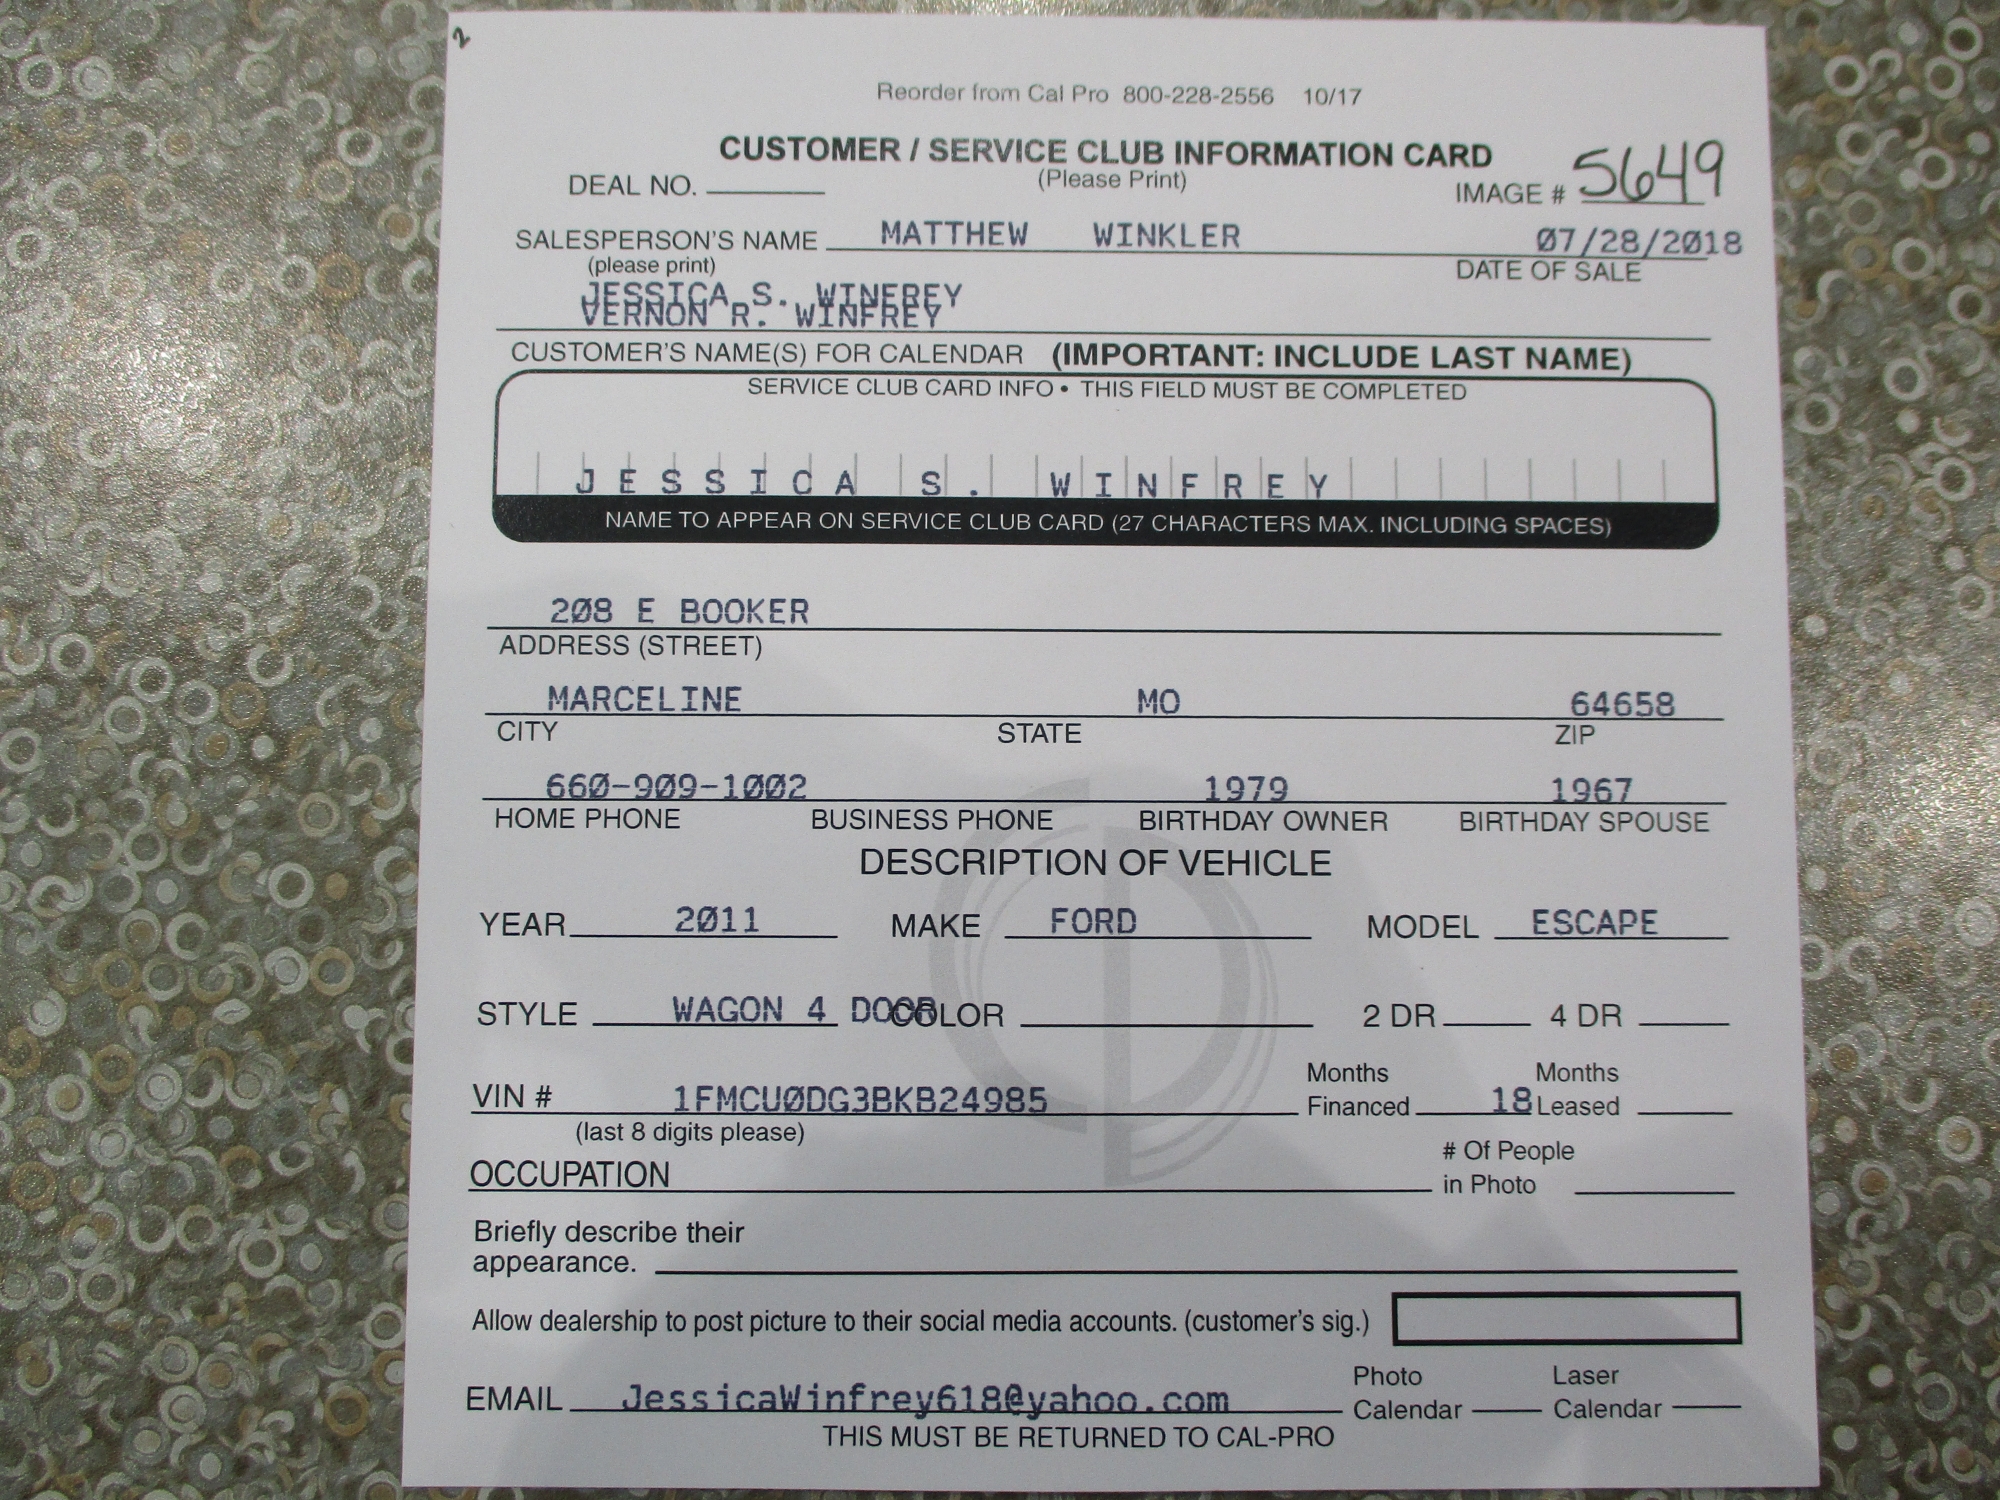 2
Reorder from Cal Pro 800-228-2556 10/17
CUSTOMER / SERVICE CLUB INFORMATION CARD
DEAL NO. (Please Print) IMAGE # 5649
SALESPERSON'S NAME MATTHEW WINKLER 07/28/2018
(please print) DATE OF SALE
JESSICA S. WINFREY
VERNON R. WINFREY
CUSTOMER'S NAME(S) FOR CALENDAR (IMPORTANT: INCLUDE LAST NAME)
SERVICE CLUB CARD INFO • THIS FIELD MUST BE COMPLETED
JESSICA S. WINFREY
NAME TO APPEAR ON SERVICE CLUB CARD (27 CHARACTERS MAX. INCLUDING SPACES)
208 E BOOKER
ADDRESS (STREET)
MARCELINE MO 64658
CITY STATE ZIP
660-909-1002 1979 1967
HOME PHONE BUSINESS PHONE BIRTHDAY OWNER BIRTHDAY SPOUSE
DESCRIPTION OF VEHICLE
YEAR 2011 MAKE FORD MODEL ESCAPE
STYLE WAGON 4 DOOR COLOR 2 DR 4 DR
VIN # 1FMCU0DG3BKB24985 Months Financed 18 Months Leased
(last 8 digits please)
OCCUPATION # Of People in Photo
Briefly describe their
appearance.
Allow dealership to post picture to their social media accounts. (customer's sig.)
EMAIL JessicaWinfrey618@yahoo.com Photo Calendar Laser Calendar
THIS MUST BE RETURNED TO CAL-PRO